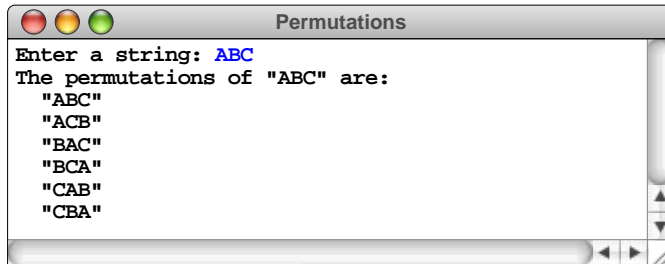 Permutations
Enter a string: ABC
The permutations of "ABC" are:
"ABC"
"ACB"
"BAC"
"BCA"
"CAB"
"CBA"